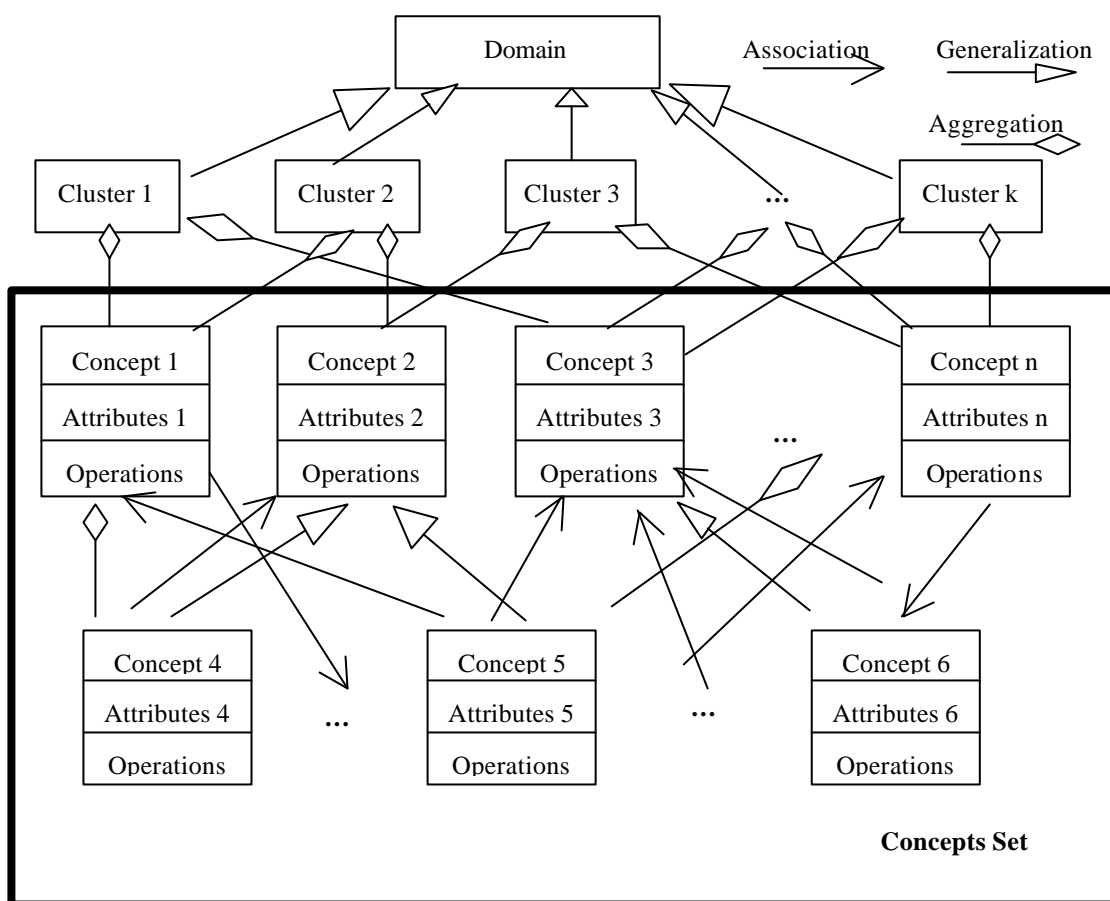 Domain
Association
Generalization
Aggregation
Cluster 1
Cluster 2
Cluster 3
...
Cluster k
Concept 1
Attributes 1
Operations
Concept 2
Attributes 2
Operations
Concept 3
Attributes 3
Operations
...
Concept n
Attributes n
Operations
Concept 4
Attributes 4
Operations
...
Concept 5
Attributes 5
Operations
...
Concept 6
Attributes 6
Operations
Concepts Set